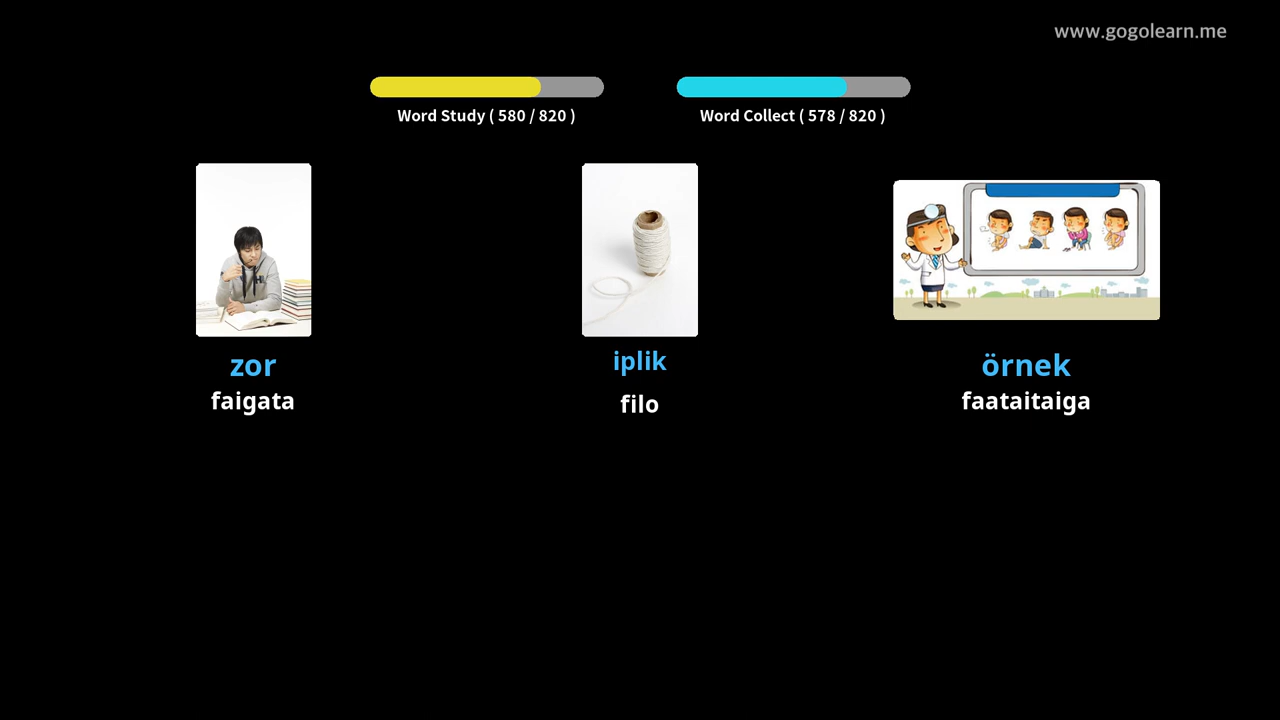 www.gogolearn.me
Word Study ( 580 / 820 )
Word Collect ( 578 / 820 )
zor
faigata
iplik
filo
örnek
faataitaiga